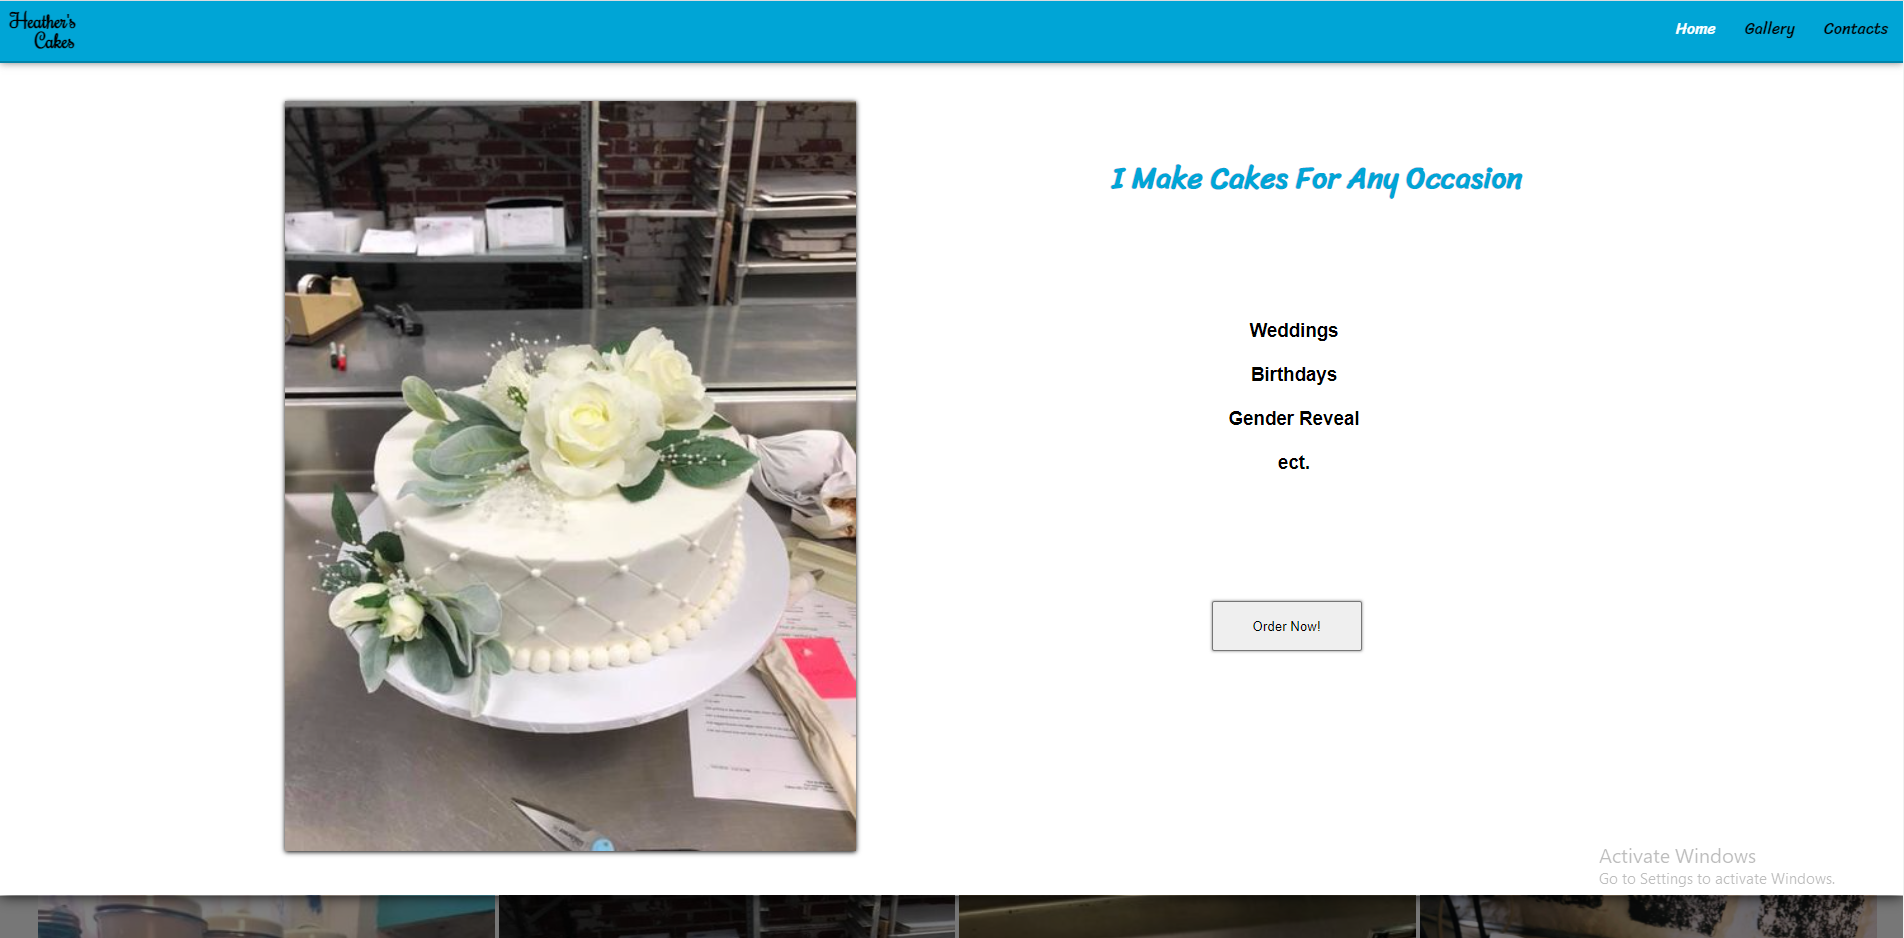 Heather's
Cakes
Home Gallery Contacts
I Make Cakes For Any Occasion
Weddings
Birthdays
Gender Reveal
ect.
Order Now!
Activate Windows
Go to Settings to activate Windows.